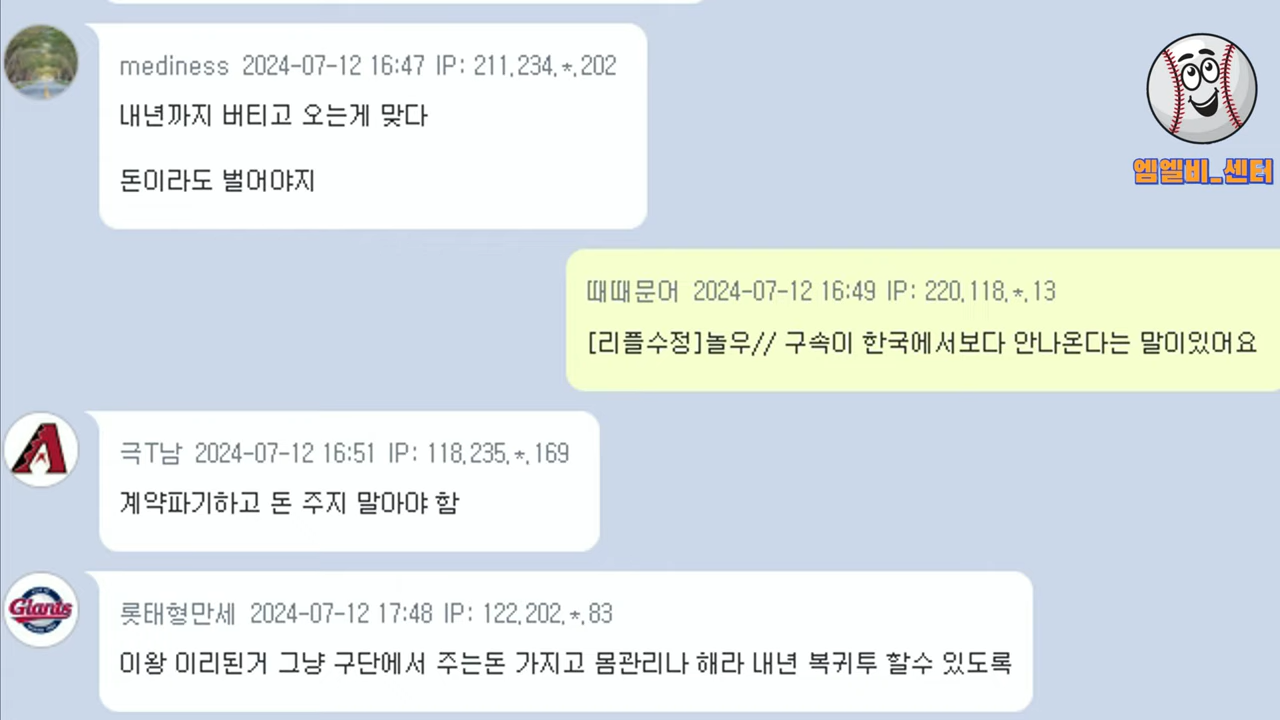 mediness 2024-07-12 16:47 IP: 211.234.*.202
내년까지 버티고 오는게 맞다
돈이라도 벌어야지
엠엘비_센터
때때문어 2024-07-12 16:49 IP: 220.118.*.13
[리플수정]놀우// 구속이 한국에서보다 안나온다는 말이있어요
극T남 2024-07-12 16:51 IP: 118.235.*.169
계약파기하고 돈 주지 말아야 함
Giants
롯태형만세 2024-07-12 17:48 IP: 122.202.*.83
이왕 이리된거 그냥 구단에서 주는돈 가지고 몸관리나 해라 내년 복귀투 할수 있도록